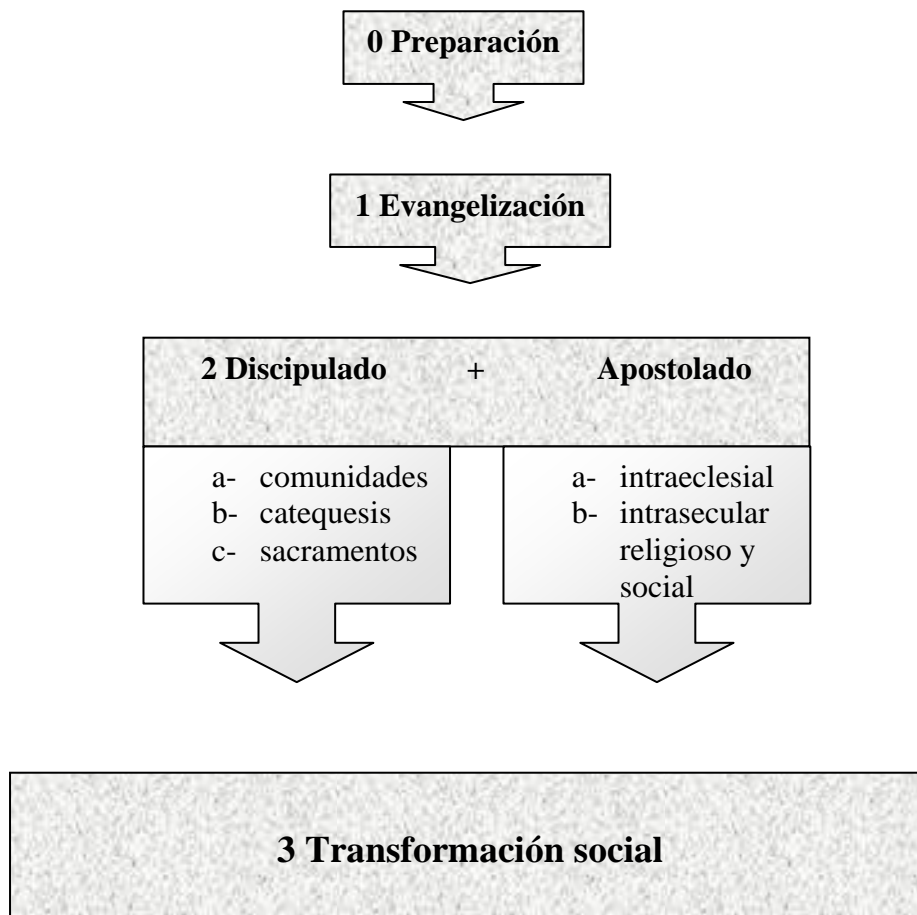 0 Preparación
1 Evangelización
2 Discipulado + Apostolado
a- comunidades
b- catequesis
c- sacramentos
a- intraeclesial
b- intrasecular
religioso y
social
3 Transformación social